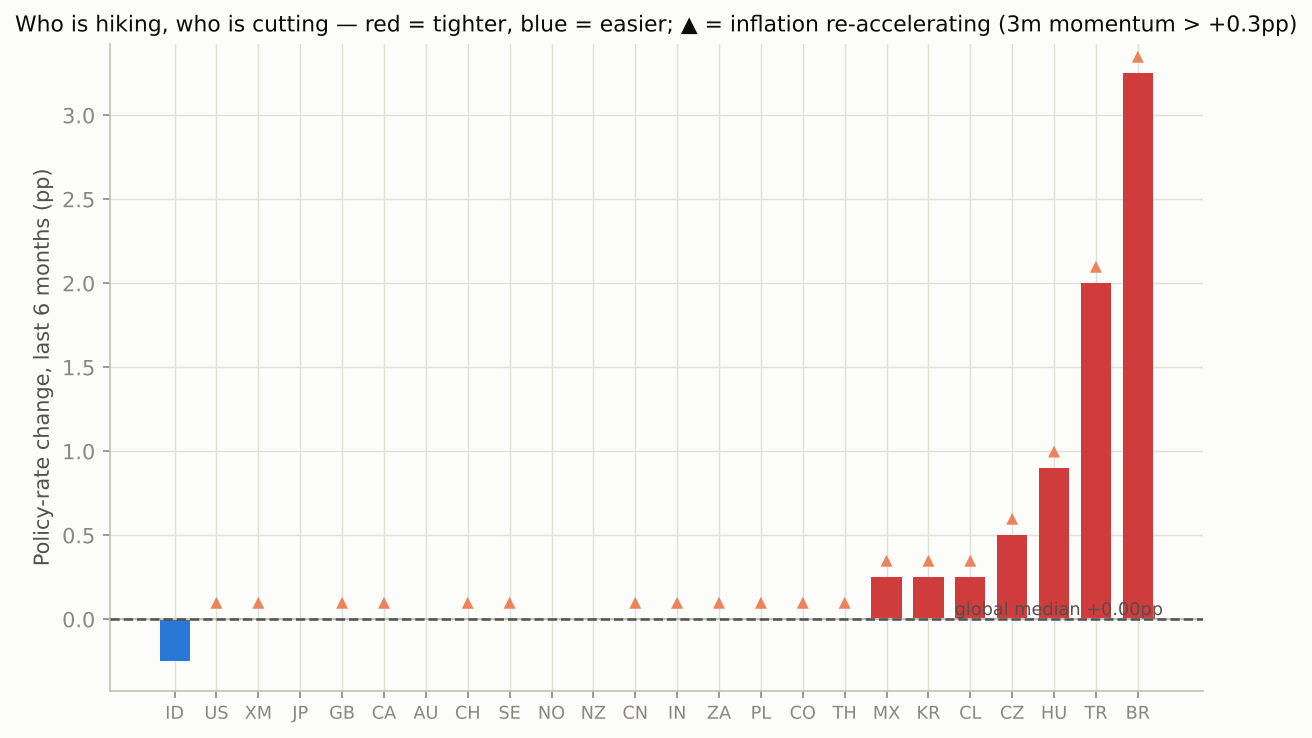 Who is hiking, who is cutting — red = tighter, blue = easier; ▲ = inflation re-accelerating (3m momentum > +0.3pp)
Policy-rate change, last 6 months (pp)
3.0
2.5
2.0
1.5
1.0
0.5
0.0
global median +0.00pp
ID US XM JP GB CA AU CH SE NO NZ CN IN ZA PL CO TH MX KR CL CZ HU TR BR